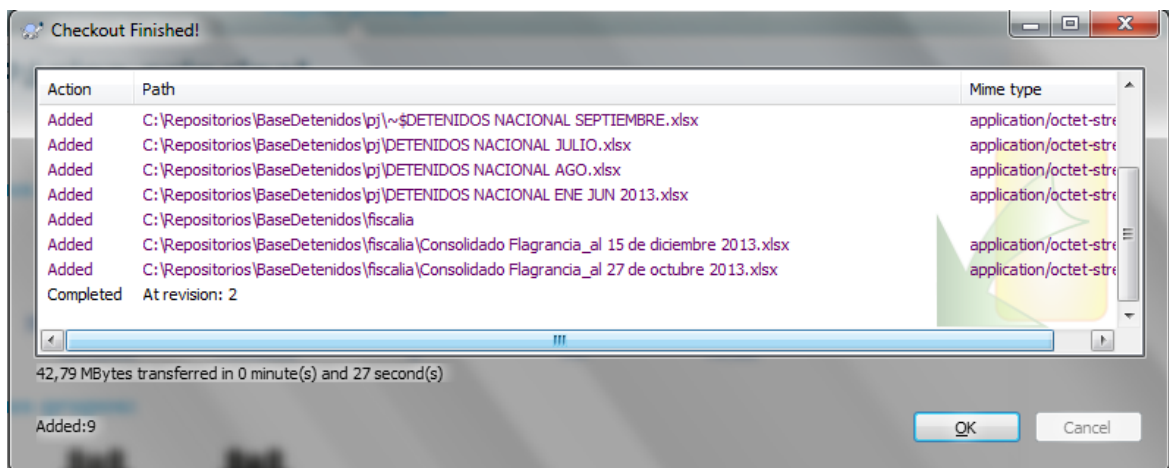 Checkout Finished!
Action Path Mime type
Added C:\Repositorios\BaseDetenidos\pj\~$DETENIDOS NACIONAL SEPTIEMBRE.xlsx application/octet-stre
Added C:\Repositorios\BaseDetenidos\pj\DETENIDOS NACIONAL JULIO.xlsx application/octet-stre
Added C:\Repositorios\BaseDetenidos\pj\DETENIDOS NACIONAL AGO.xlsx application/octet-stre
Added C:\Repositorios\BaseDetenidos\pj\DETENIDOS NACIONAL ENE JUN 2013.xlsx application/octet-stre
Added C:\Repositorios\BaseDetenidos\fiscalia
Added C:\Repositorios\BaseDetenidos\fiscalia\Consolidado Flagrancia_al 15 de diciembre 2013.xlsx application/octet-stre
Added C:\Repositorios\BaseDetenidos\fiscalia\Consolidado Flagrancia_al 27 de octubre 2013.xlsx application/octet-stre
Completed At revision: 2
42,79 MBytes transferred in 0 minute(s) and 27 second(s)
Added:9
OK Cancel